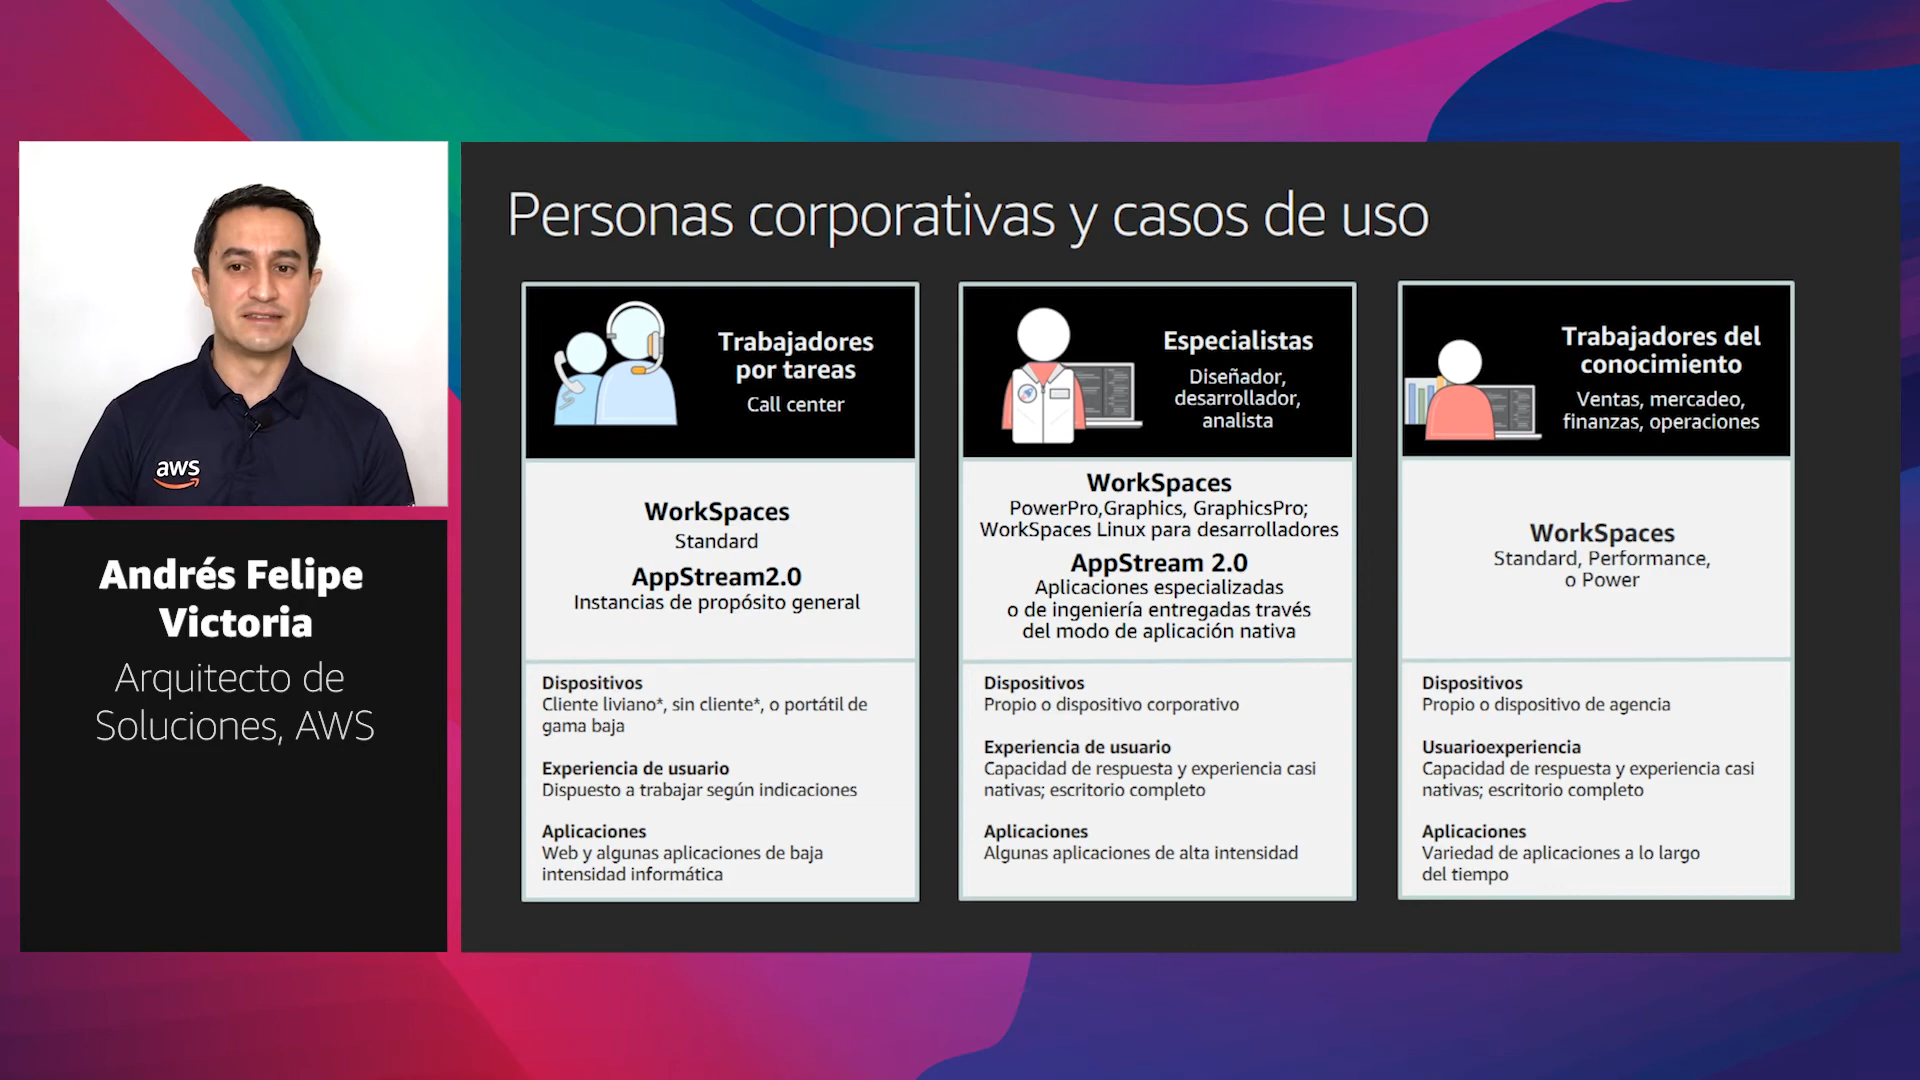 aws
Andrés Felipe
Victoria
Arquitecto de
Soluciones, AWS
Personas corporativas y casos de uso
Trabajadores
por tareas
Call center
WorkSpaces
Standard
AppStream2.0
Instancias de propósito general
Dispositivos
Cliente liviano*, sin cliente*, o portátil de
gama baja
Experiencia de usuario
Dispuesto a trabajar según indicaciones
Aplicaciones
Web y algunas aplicaciones de baja
intensidad informática
Especialistas
Diseñador,
desarrollador,
analista
WorkSpaces
PowerPro,Graphics, GraphicsPro;
WorkSpaces Linux para desarrolladores
AppStream 2.0
Aplicaciones especializadas
o de ingeniería entregadas través
del modo de aplicación nativa
Dispositivos
Propio o dispositivo corporativo
Experiencia de usuario
Capacidad de respuesta y experiencia casi
nativas; escritorio completo
Aplicaciones
Algunas aplicaciones de alta intensidad
Trabajadores del
conocimiento
Ventas, mercadeo,
finanzas, operaciones
WorkSpaces
Standard, Performance,
o Power
Dispositivos
Propio o dispositivo de agencia
Usuarioexperiencia
Capacidad de respuesta y experiencia casi
nativas; escritorio completo
Aplicaciones
Variedad de aplicaciones a lo largo
del tiempo